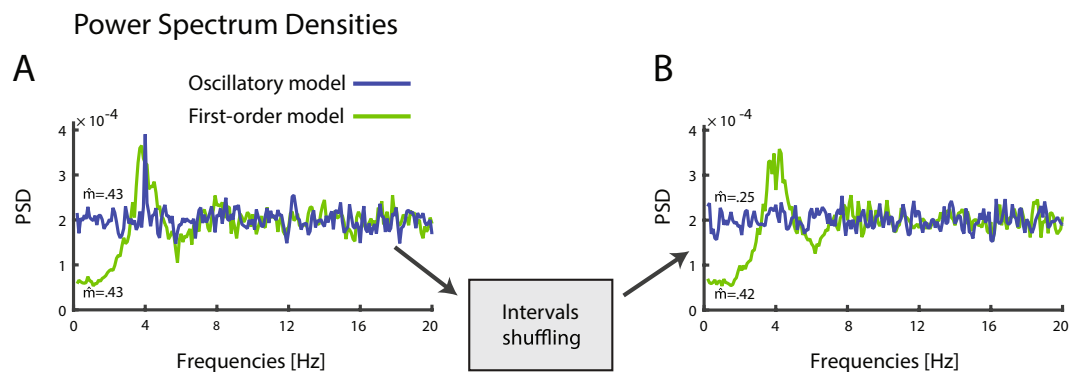 Power Spectrum Densities
A
Oscillatory model
First-order model
× 10 -4
4
3
2
1
0
PSD
m̂=.43
m̂=.43
0 4 8 12 16 20
Frequencies [Hz]
Intervals
shuffling
B
× 10 -4
4
3
2
1
0
PSD
m̂=.25
m̂=.42
0 4 8 12 16 20
Frequencies [Hz]